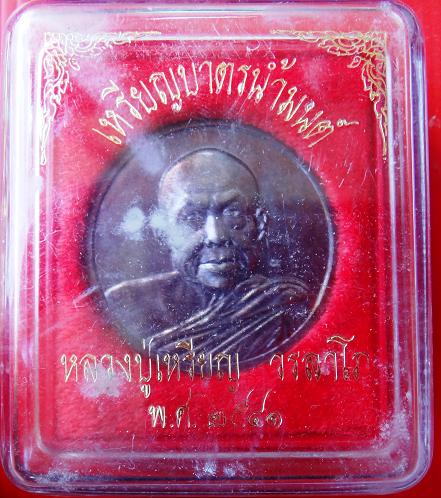 เหรียญบาตรน้ำมนต์
หลวงปู่เหรียญ วรลาโภ
พ.ศ. ๒๕๔๑